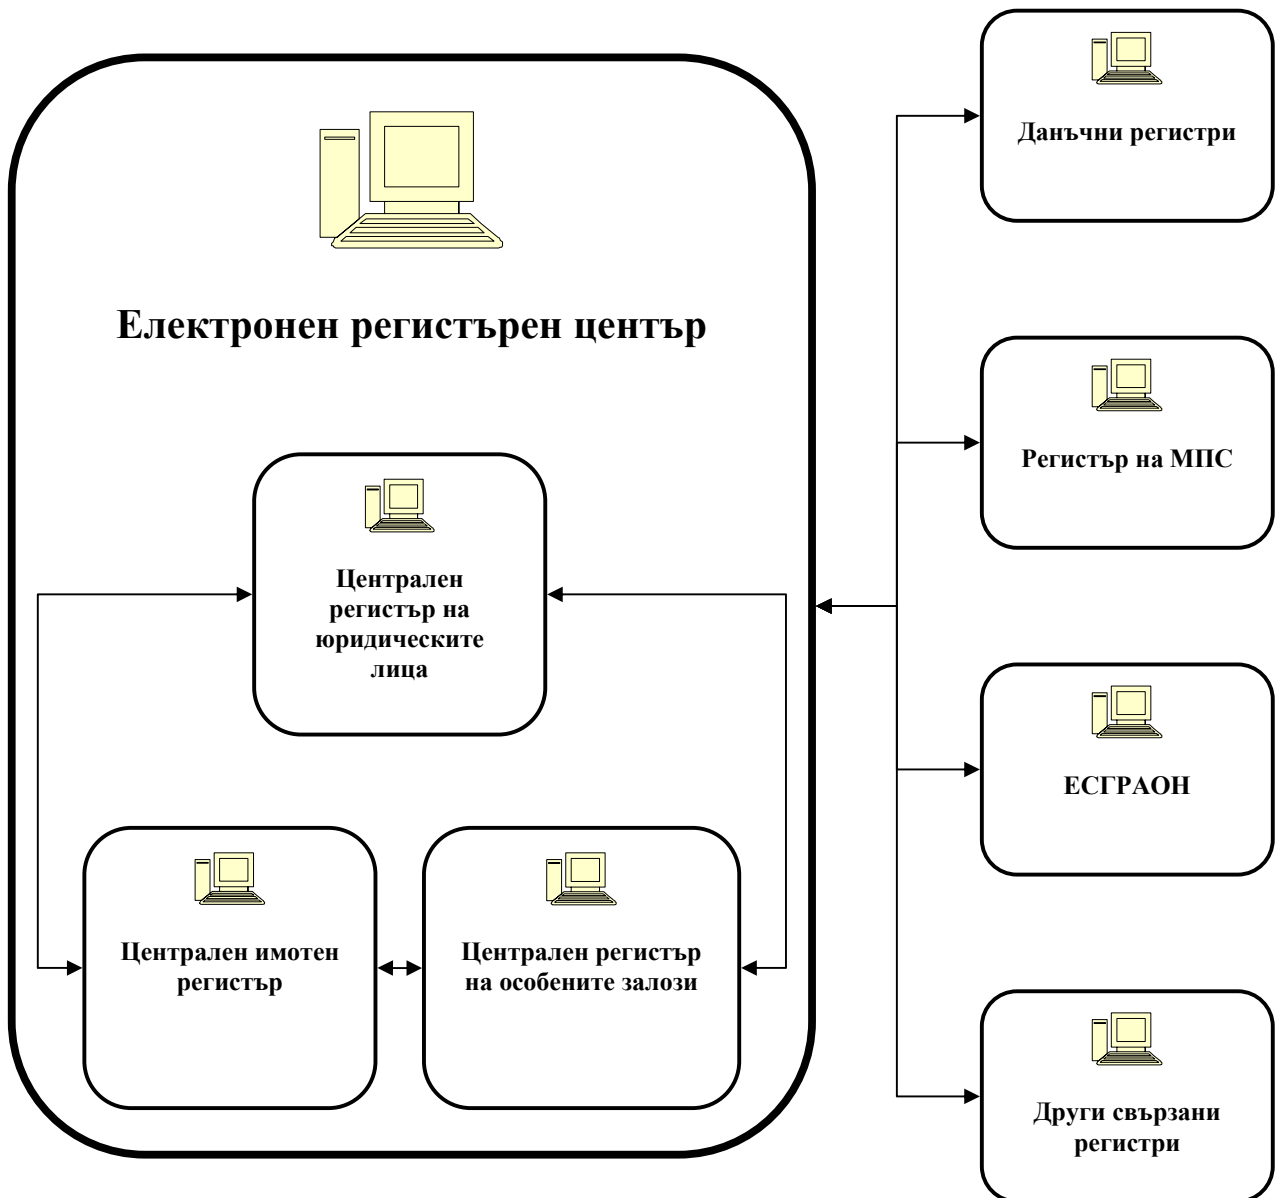 Електронен регистърен център
Централен
регистър на
юридическите
лица
Централен имотен
регистър
Централен регистър
на особените залози
Данъчни регистри
Регистър на МПС
ЕСГРАОН
Други свързани
регистри